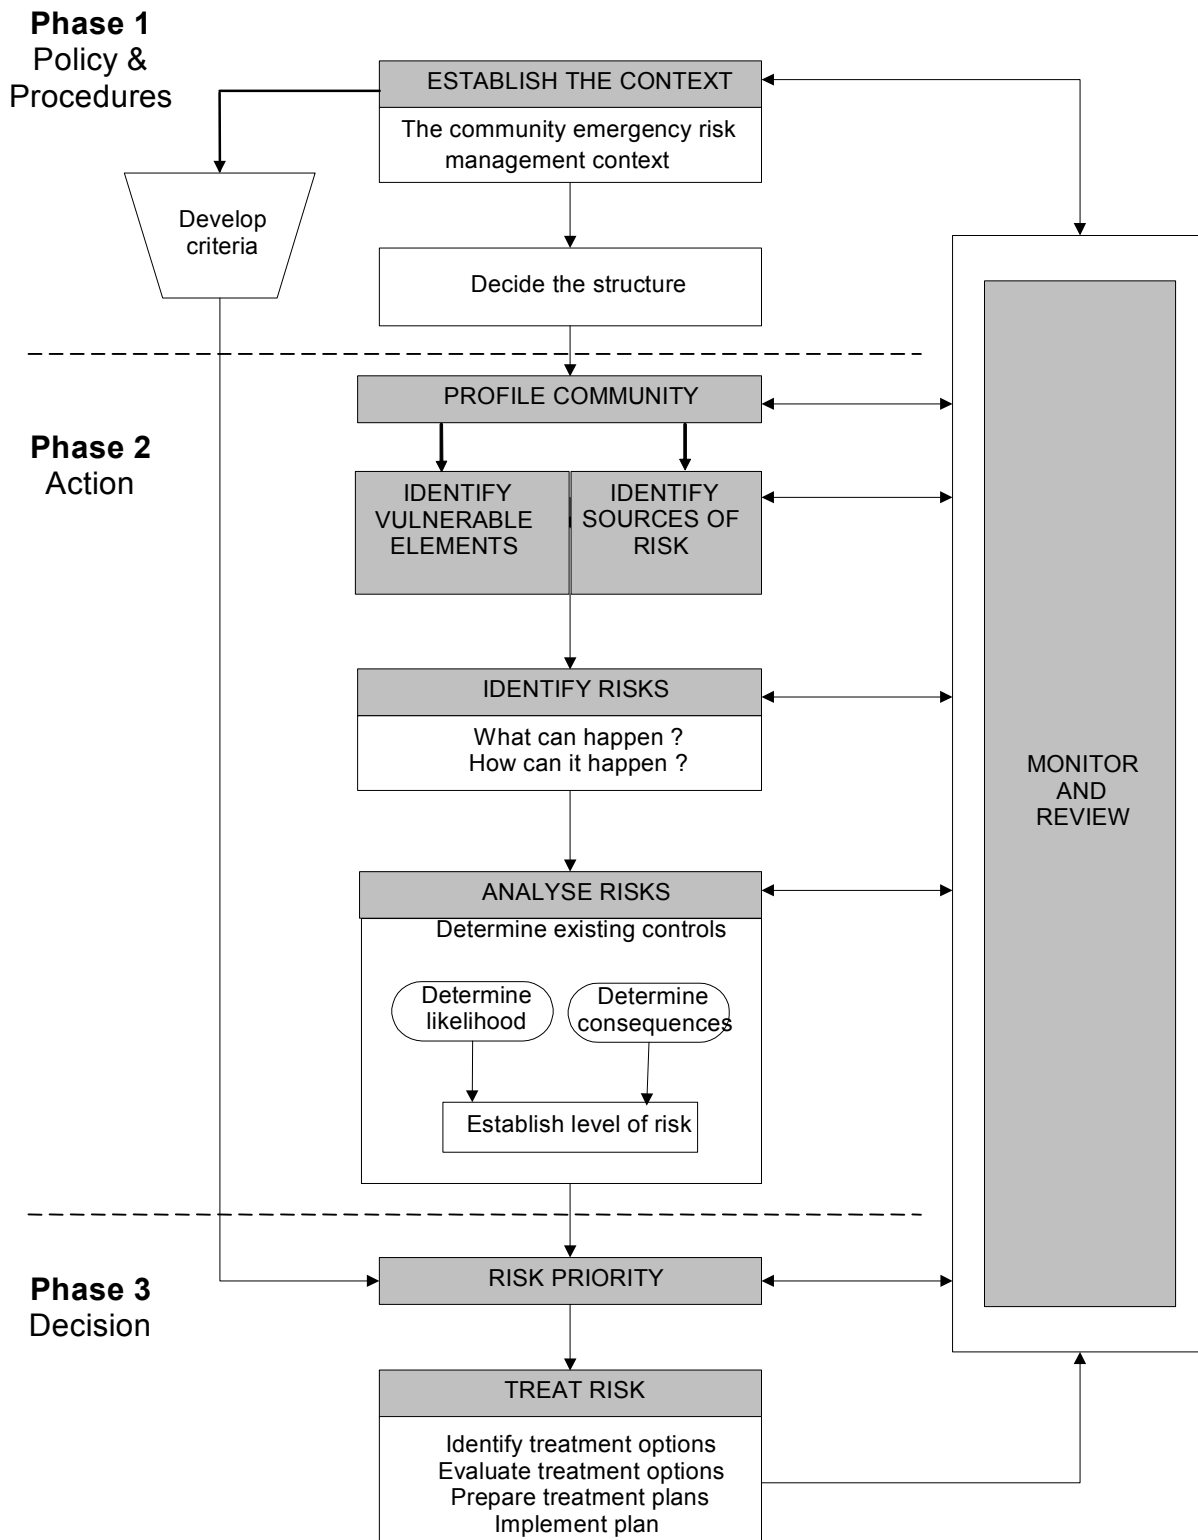 Phase 1
Policy &
Procedures
ESTABLISH THE CONTEXT
The community emergency risk
management context
Develop
criteria
Decide the structure
PROFILE COMMUNITY
Phase 2
Action
IDENTIFY
VULNERABLE
ELEMENTS
IDENTIFY
SOURCES OF
RISK
IDENTIFY RISKS
What can happen ?
How can it happen ?
MONITOR
AND
REVIEW
ANALYSE RISKS
Determine existing controls
Determine
likelihood
Determine
consequences
Establish level of risk
Phase 3
Decision
RISK PRIORITY
TREAT RISK
Identify treatment options
Evaluate treatment options
Prepare treatment plans
Implement plan